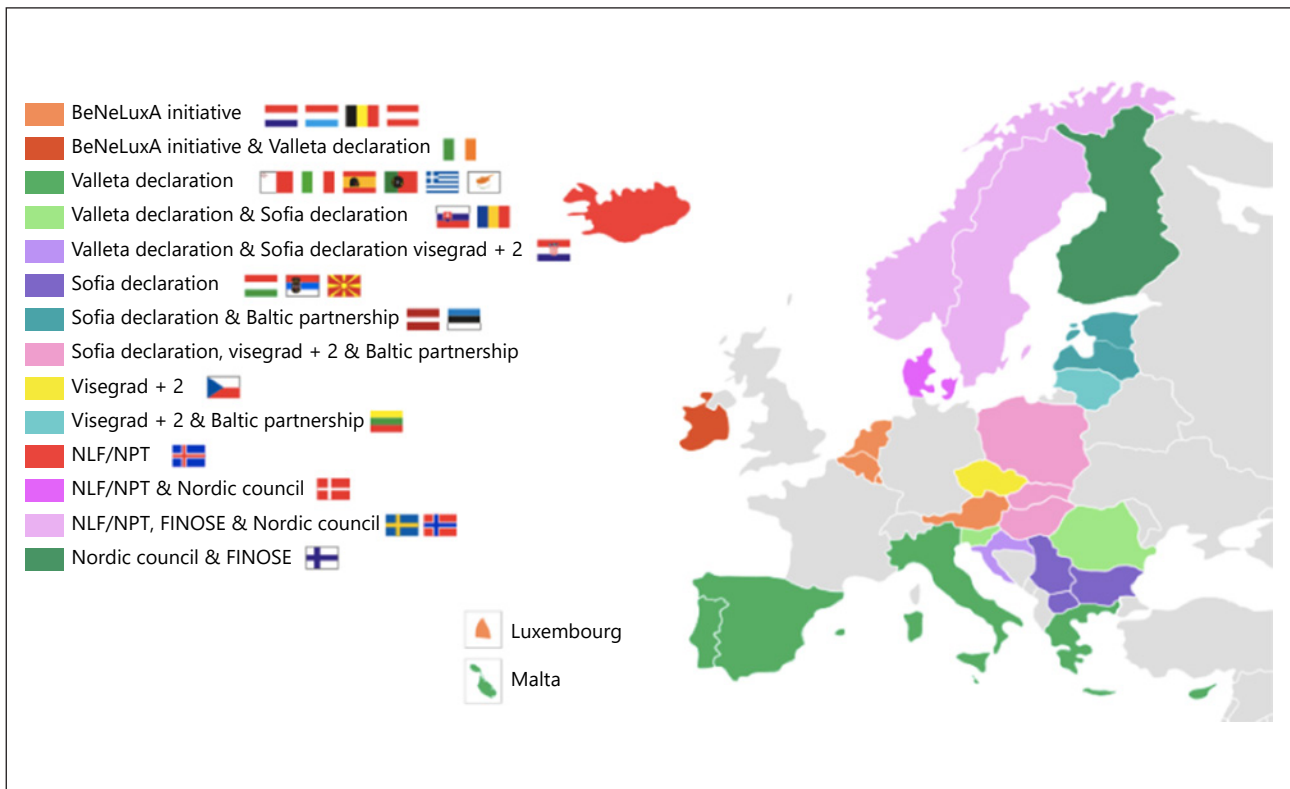 BeNeLuxA initiative
BeNeLuxA initiative & Valleta declaration
Valleta declaration
Valleta declaration & Sofia declaration
Valleta declaration & Sofia declaration visegrad + 2
Sofia declaration
Sofia declaration & Baltic partnership
Sofia declaration, visegrad + 2 & Baltic partnership
Visegrad + 2
Visegrad + 2 & Baltic partnership
NLF/NPT
NLF/NPT & Nordic council
NLF/NPT, FINOSE & Nordic council
Nordic council & FINOSE
Luxembourg
Malta